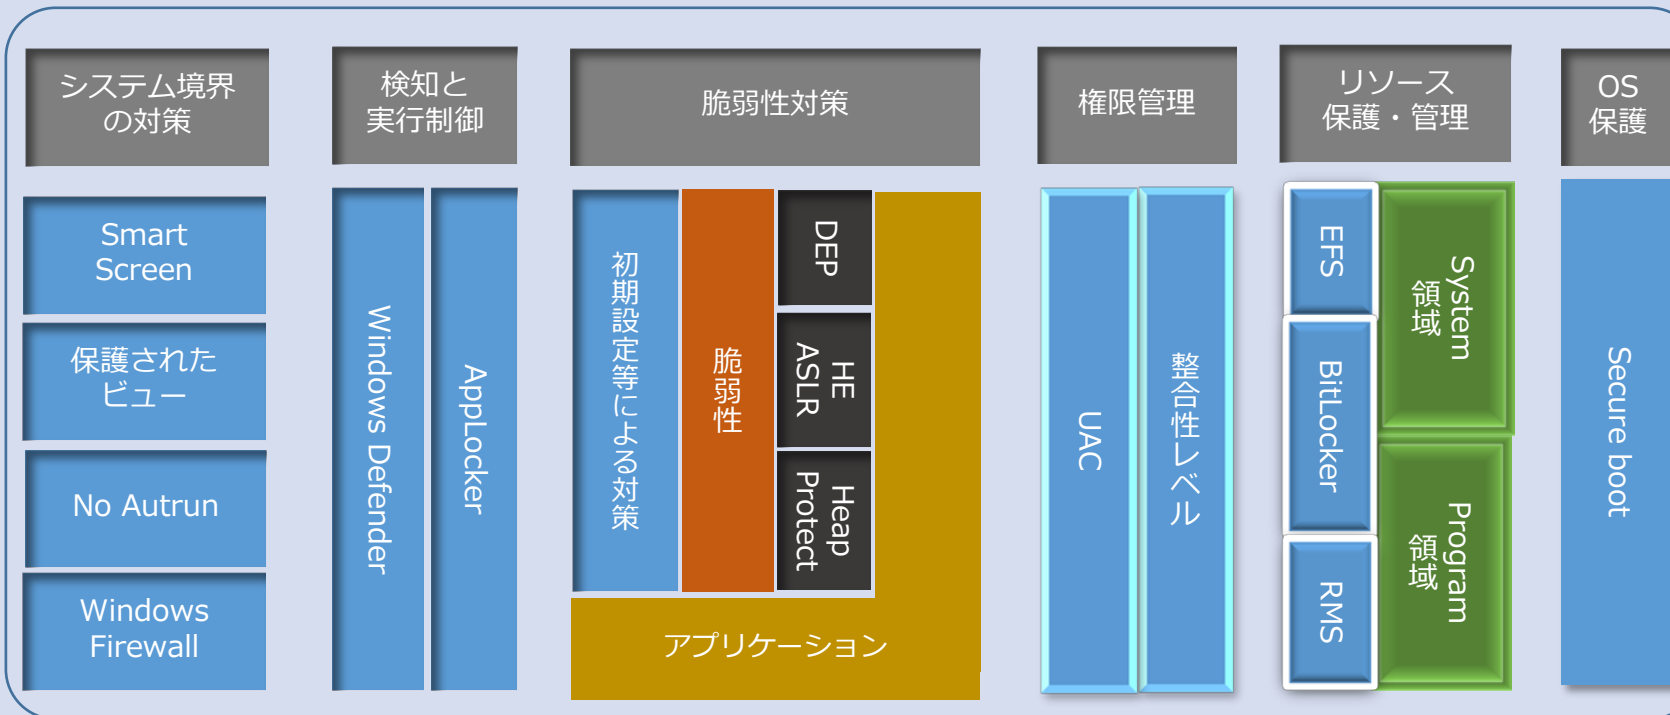 システム境界
の対策
検知と
実行制御
脆弱性対策
権限管理
リソース
保護・管理
OS
保護
Smart
Screen
保護された
ビュー
No Autrun
Windows
Firewall
Windows Defender
AppLocker
初期設定等による対策
脆弱性
DEP
HE
ASLR
Heap
Protect
アプリケーション
UAC
整合性レベル
EFS
BitLocker
RMS
System
領域
Program
領域
Secure boot